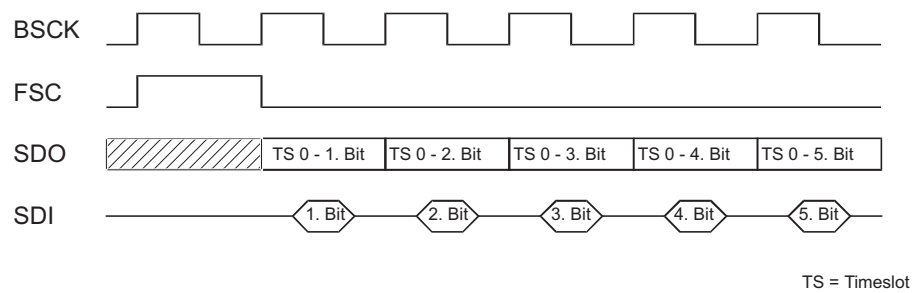 BSCK
FSC
SDO TS 0 - 1. Bit TS 0 - 2. Bit TS 0 - 3. Bit TS 0 - 4. Bit TS 0 - 5. Bit
SDI 1. Bit 2. Bit 3. Bit 4. Bit 5. Bit
TS = Timeslot